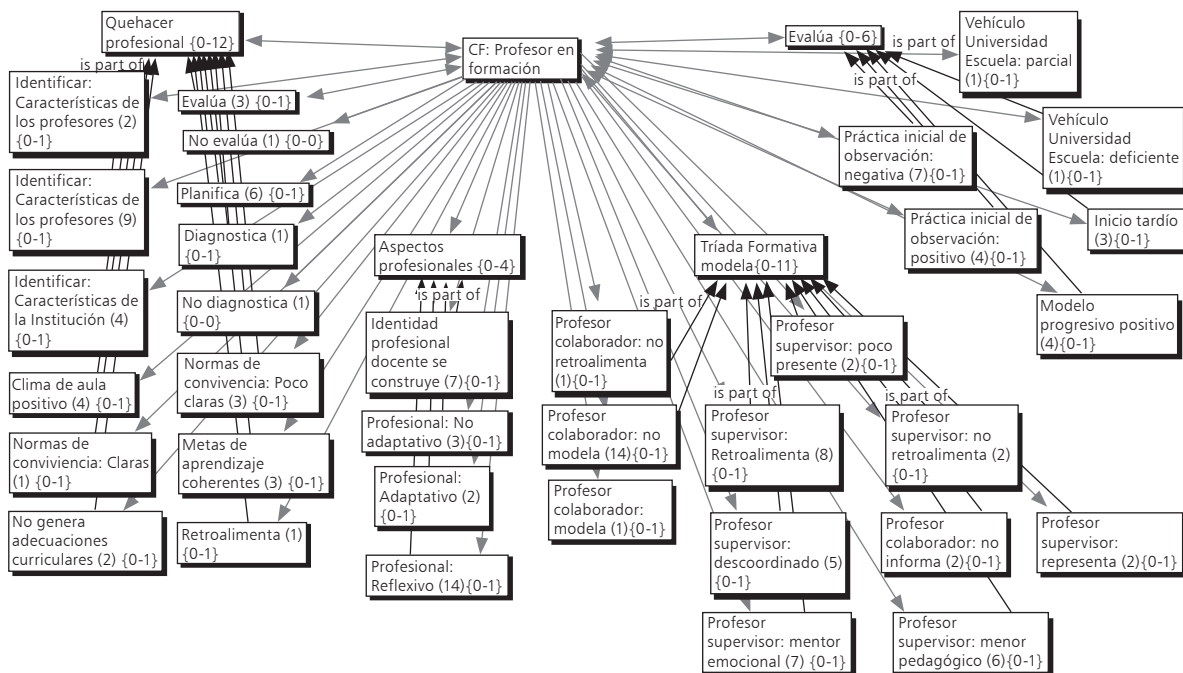 Quehacer
profesional {0-12}
is part of
Identificar:
Características de
los profesores (2)
{0-1}
Identificar:
Características de
los profesores (9)
{0-1}
Identificar:
Características de
la Institución (4)
{0-1}
Clima de aula
positivo (4) {0-1}
Normas de
conviviencia: Claras
(1) {0-1}
No genera
adecuaciones
curriculares (2) {0-1}
Evalúa (3) {0-1}
No evalúa (1) {0-0}
Planifica (6) {0-1}
Diagnostica (1)
{0-1}
No diagnostica (1)
{0-0}
Normas de
convivencia: Poco
claras (3) {0-1}
Metas de
aprendizaje
coherentes (3) {0-1}
Retroalimenta (1)
{0-1}
CF: Profesor en
formación
Aspectos
profesionales {0-4}
is part of
Identidad
profesional
docente se
construye (7){0-1}
Profesional: No
adaptativo (3){0-1}
Profesional:
Adaptativo (2)
{0-1}
Profesional:
Reflexivo (14){0-1}
Tríada Formativa
modela{0-11}
is part of
Profesor
colaborador: no
retroalimenta
(1){0-1}
Profesor
colaborador: no
modela (14){0-1}
Profesor
colaborador:
modela (1){0-1}
Profesor
supervisor: poco
presente (2){0-1}
is part of
Profesor
supervisor:
Retroalimenta (8)
{0-1}
Profesor
supervisor: no
retroalimenta (2)
{0-1}
Profesor
supervisor:
descoordinado (5)
{0-1}
Profesor
colaborador: no
informa (2){0-1}
Profesor
supervisor:
representa (2){0-1}
Profesor
supervisor: mentor
emocional (7) {0-1}
Profesor
supervisor: menor
pedagógico (6){0-1}
Evalúa {0-6}
is part of
is part of
Vehículo
Universidad
Escuela: parcial
(1){0-1}
Vehículo
Universidad
Escuela: deficiente
(1){0-1}
Práctica inicial de
observación:
negativa (7){0-1}
Práctica inicial de
observación:
positivo (4){0-1}
Inicio tardío
(3){0-1}
Modelo
progresivo positivo
(4){0-1}